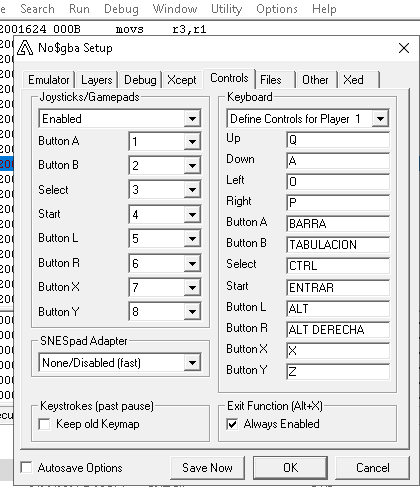 Search Run Debug Window Utility Options Help
2001624 000B movs r3,r1
No$gba Setup
Emulator Layers Debug Xcept Controls Files Other Xed
Joysticks/Gamepads
Enabled
Button A 1
Button B 2
Select 3
Start 4
Button L 5
Button R 6
Button X 7
Button Y 8
SNESpad Adapter
None/Disabled (fast)
Keystrokes (past pause)
Keep old Keymap
Keyboard
Define Controls for Player 1
Up Q
Down A
Left O
Right P
Button A BARRA
Button B TABULACION
Select CTRL
Start ENTRAR
Button L ALT
Button R ALT DERECHA
Button X X
Button Y Z
Exit Function (Alt+X)
Always Enabled
Autosave Options Save Now OK Cancel